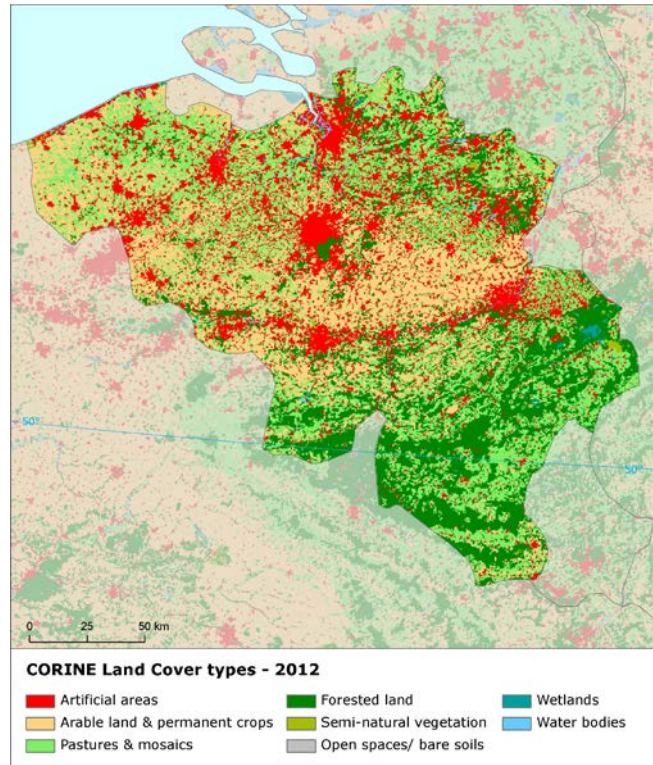 50°
50°
0 25 50 km
CORINE Land Cover types - 2012
Artificial areas
Forested land
Wetlands
Arable land & permanent crops
Semi-natural vegetation
Water bodies
Pastures & mosaics
Open spaces/ bare soils